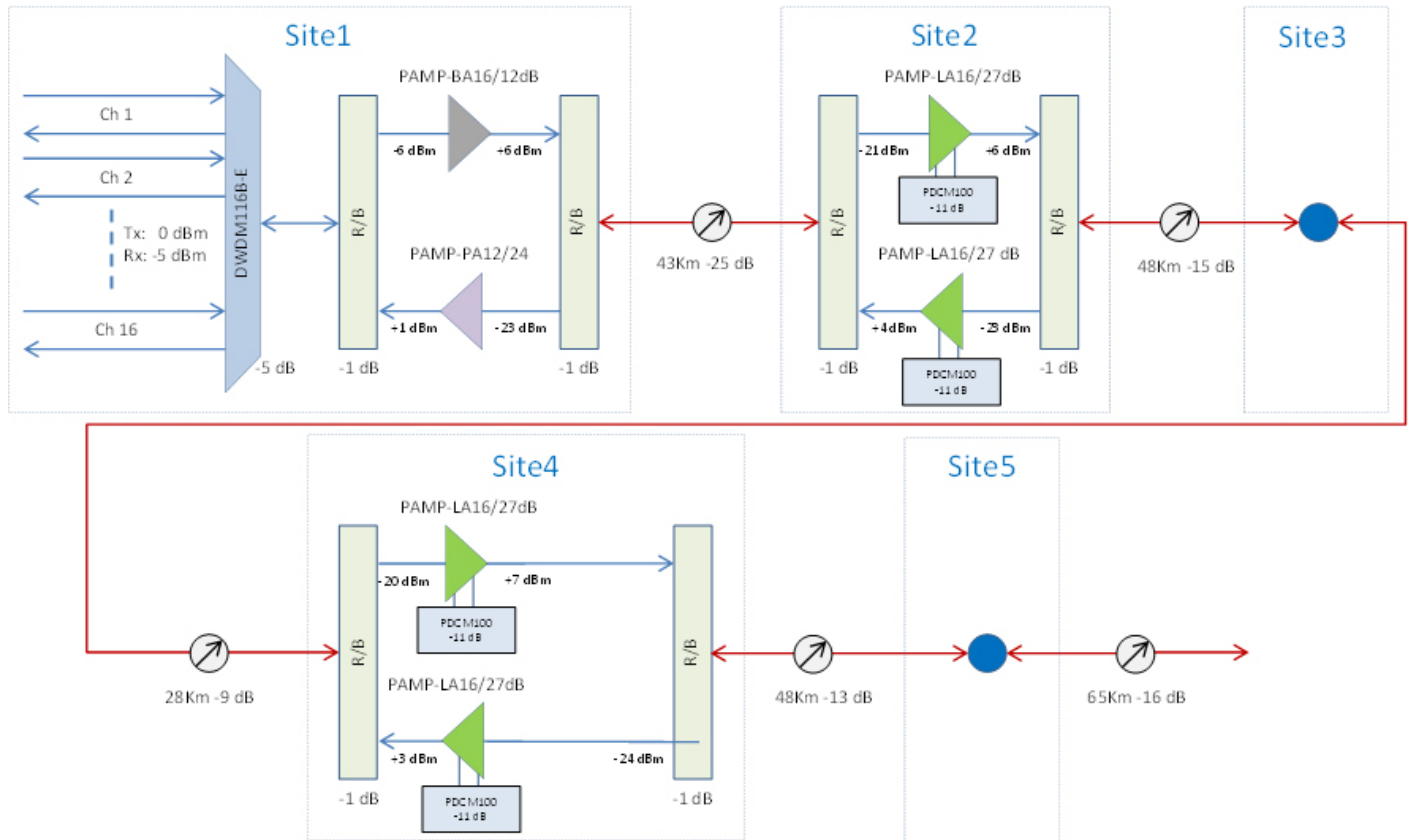 Site1
PAMP-BA16/12dB
Ch 1
-6 dBm
+6 dBm
Ch 2
Tx: 0 dBm
Rx: -5 dBm
DWDM116B-E
R/B
R/B
PAMP-PA12/24
+1 dBm
-23 dBm
Ch 16
-5 dB
-1 dB
-1 dB
43Km -25 dB
Site2
PAMP-LA16/27dB
-21 dBm
+6 dBm
PDCM100
-11 dB
R/B
R/B
PAMP-LA16/27 dB
+4 dBm
-23 dBm
PDCM100
-11 dB
-1 dB
-1 dB
48Km -15 dB
Site3
28Km -9 dB
Site4
PAMP-LA16/27dB
-20 dBm
+7 dBm
PDCM100
-11 dB
R/B
R/B
PAMP-LA16/27dB
+3 dBm
-24 dBm
PDCM100
-11 dB
-1 dB
-1 dB
48Km -13 dB
Site5
65Km -16 dB